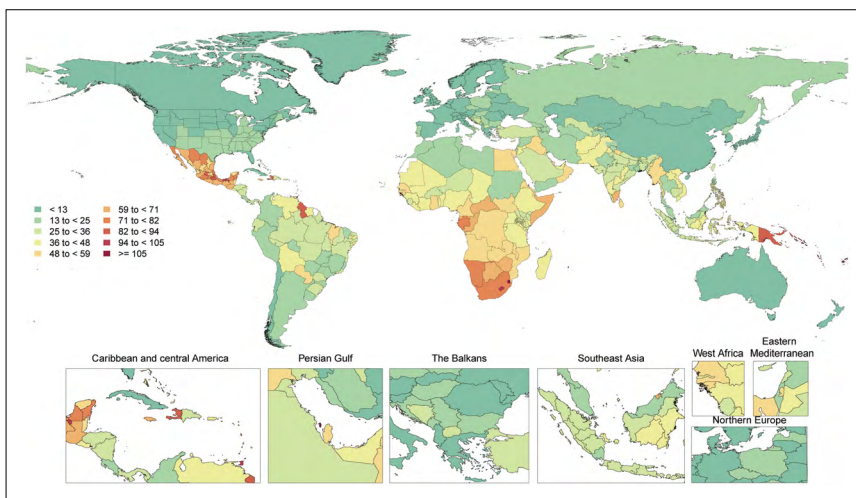 < 13
13 to < 25
25 to < 36
36 to < 48
48 to < 59
59 to < 71
71 to < 82
82 to < 94
94 to < 105
>= 105
Caribbean and central America
Persian Gulf
The Balkans
Southeast Asia
West Africa
Eastern
Mediterranean
Northern Europe